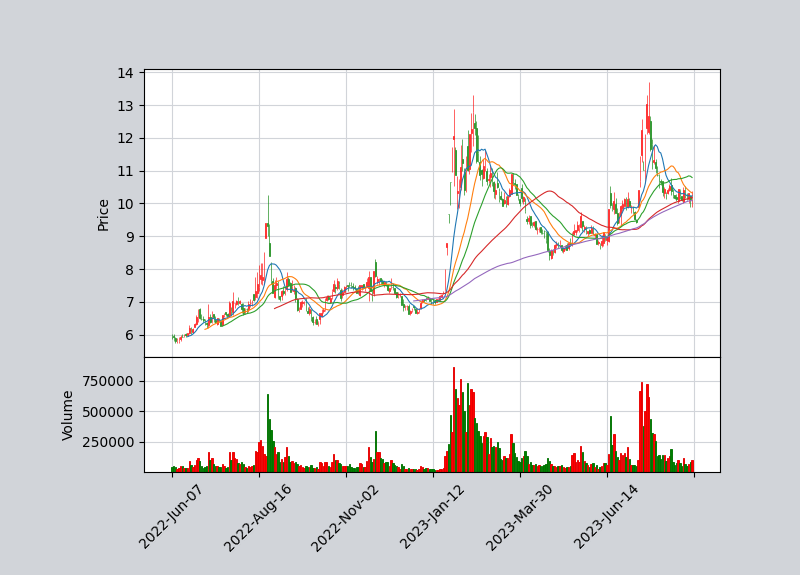 14
13
12
11
10
9
8
7
6
Price
750000
500000
250000
Volume
2022-Jun-07
2022-Aug-16
2022-Nov-02
2023-Jan-12
2023-Mar-30
2023-Jun-14